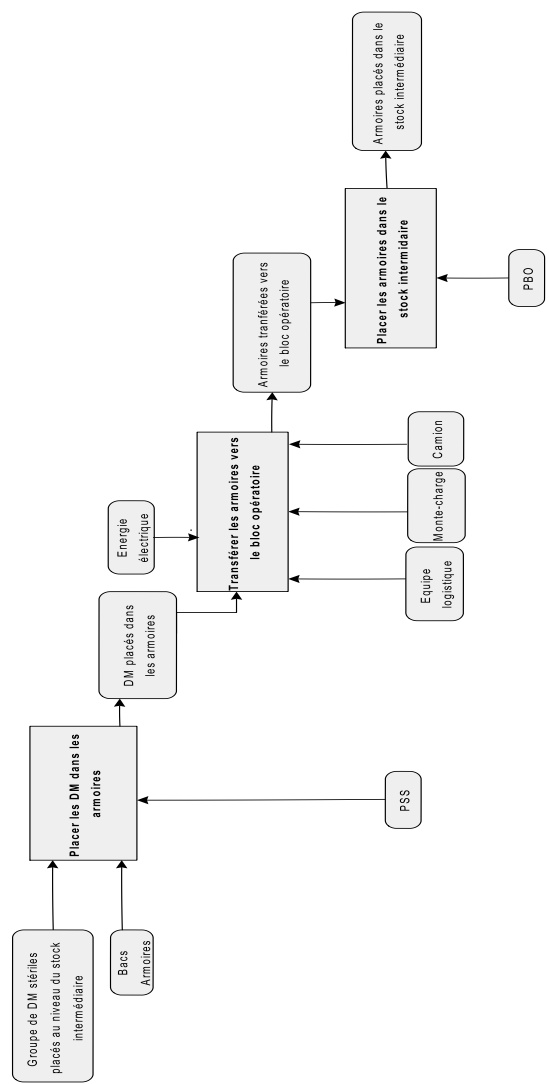 Groupe de DM stériles
placés au niveau du stock
intermédiaire
Bacs
Armoires
Placer les DM dans les
armoires
PSS
DM placés dans
les armoires
Energie
électrique
Transférer les armoires vers
le bloc opératoire
Equipe
logistique
Monte-charge
Camion
Armoires tranférées vers
le bloc opératoire
Placer les armoires dans le
stock intermidaire
PBO
Armoires placés dans le
stock intermédiaire